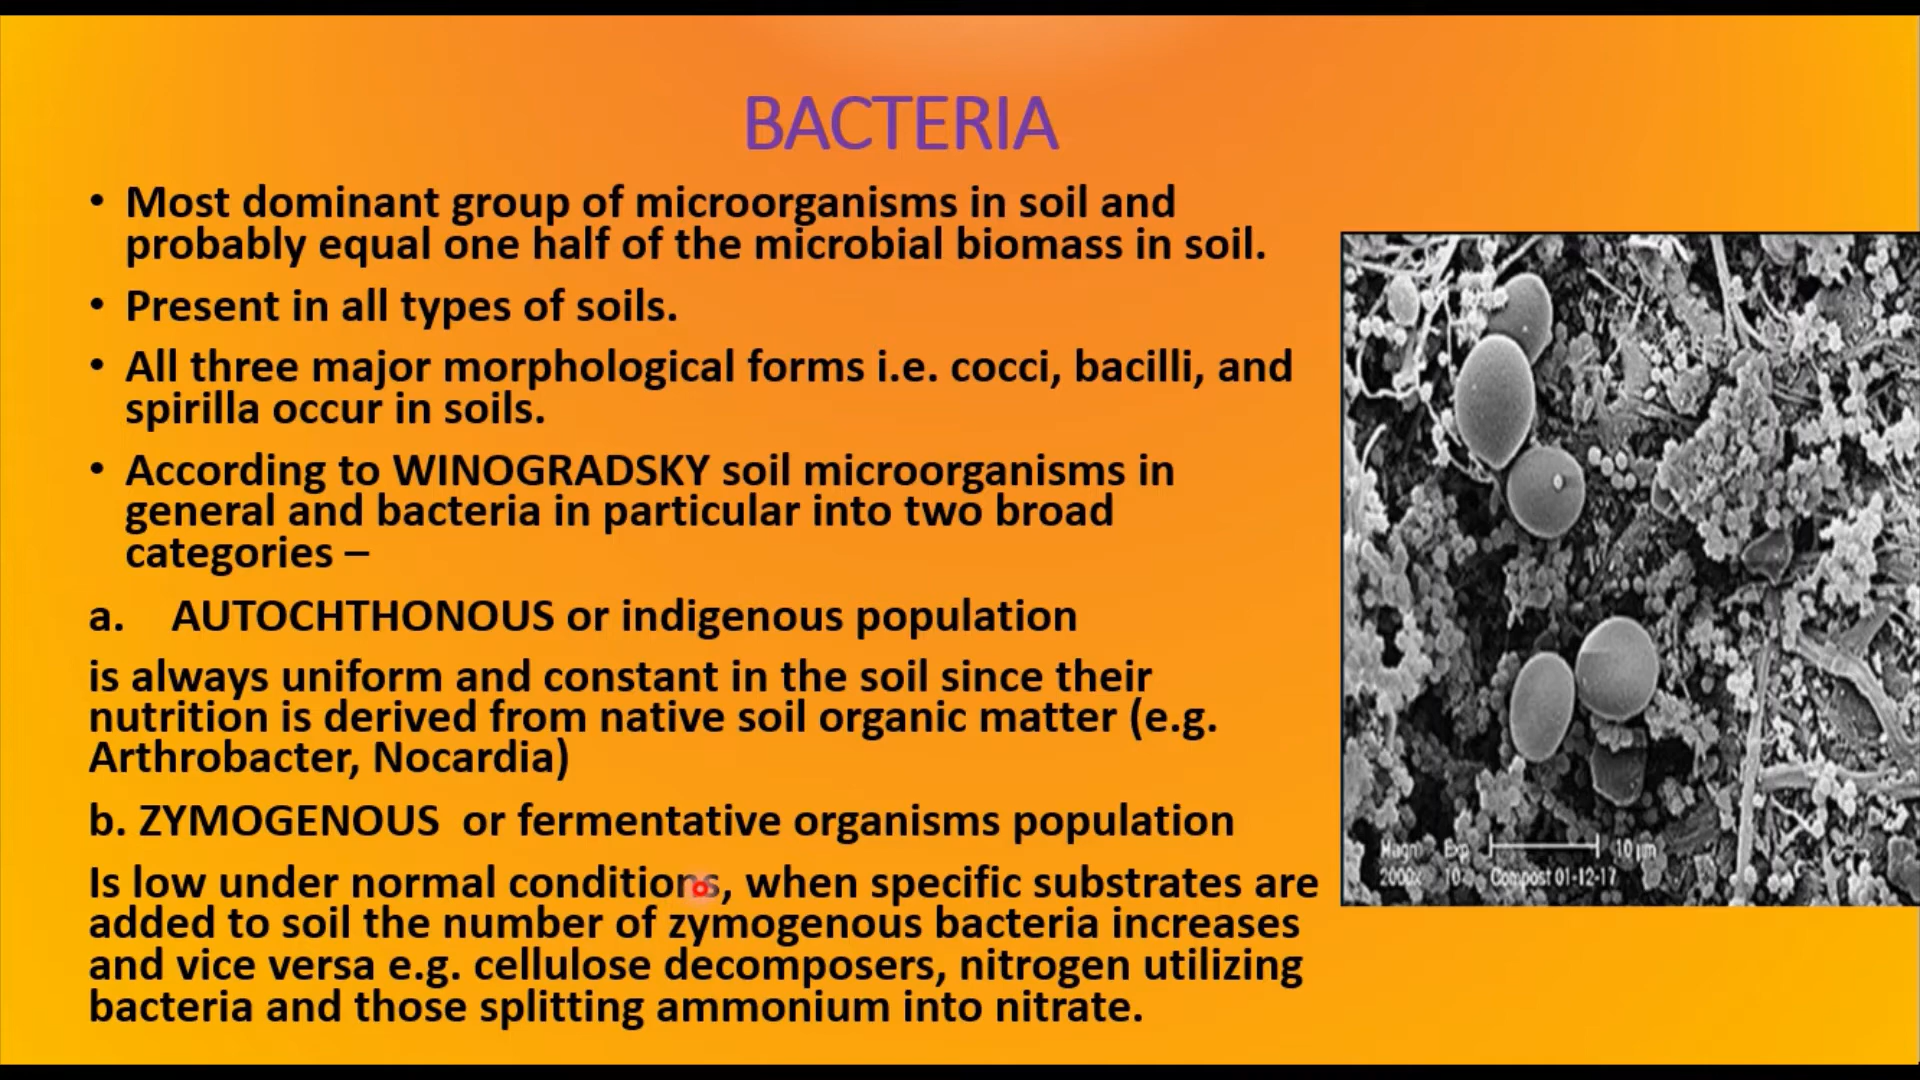 BACTERIA
• Most dominant group of microorganisms in soil and
probably equal one half of the microbial biomass in soil.
• Present in all types of soils.
• All three major morphological forms i.e. cocci, bacilli, and
spirilla occur in soils.
• According to WINOGRADSKY soil microorganisms in
general and bacteria in particular into two broad
categories –
a. AUTOCHTHONOUS or indigenous population
is always uniform and constant in the soil since their
nutrition is derived from native soil organic matter (e.g.
Arthrobacter, Nocardia)
b. ZYMOGENOUS or fermentative organisms population
Is low under normal conditions, when specific substrates are
added to soil the number of zymogenous bacteria increases
and vice versa e.g. cellulose decomposers, nitrogen utilizing
bacteria and those splitting ammonium into nitrate.
Magn Exp 10 µm
2000x Compost 01-12-17